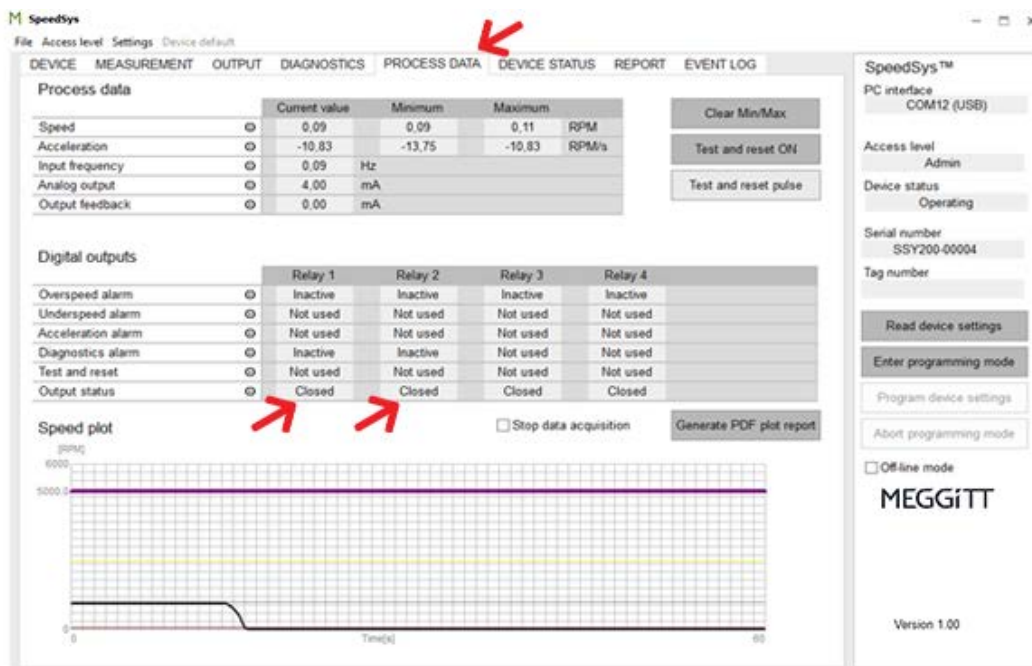 M SpeedSys
File Access level Settings Device default
DEVICE MEASUREMENT OUTPUT DIAGNOSTICS PROCESS DATA DEVICE STATUS REPORT EVENT LOG
Process data
Current value Minimum Maximum
Speed 0,09 0,09 0,11 RPM
Acceleration -10,83 -13,75 -10,83 RPM/s
Input frequency 0,09 Hz
Analog output 4,00 mA
Output feedback 0,00 mA
Clear Min/Max
Test and reset ON
Test and reset pulse
Digital outputs
Relay 1 Relay 2 Relay 3 Relay 4
Overspeed alarm Inactive Inactive Inactive Inactive
Underspeed alarm Not used Not used Not used Not used
Acceleration alarm Not used Not used Not used Not used
Diagnostics alarm Inactive Inactive Not used Not used
Test and reset Not used Not used Not used Not used
Output status Closed Closed Closed Closed
Speed plot
Stop data acquisition
Generate PDF plot report
[RPM]
6000
5000.0
0
0 Time[s] 60
SpeedSys™
PC interface
COM12 (USB)
Access level
Admin
Device status
Operating
Serial number
SSY200-00004
Tag number
Read device settings
Enter programming mode
Program device settings
Abort programming mode
Off-line mode
MEGGiTT
Version 1.00